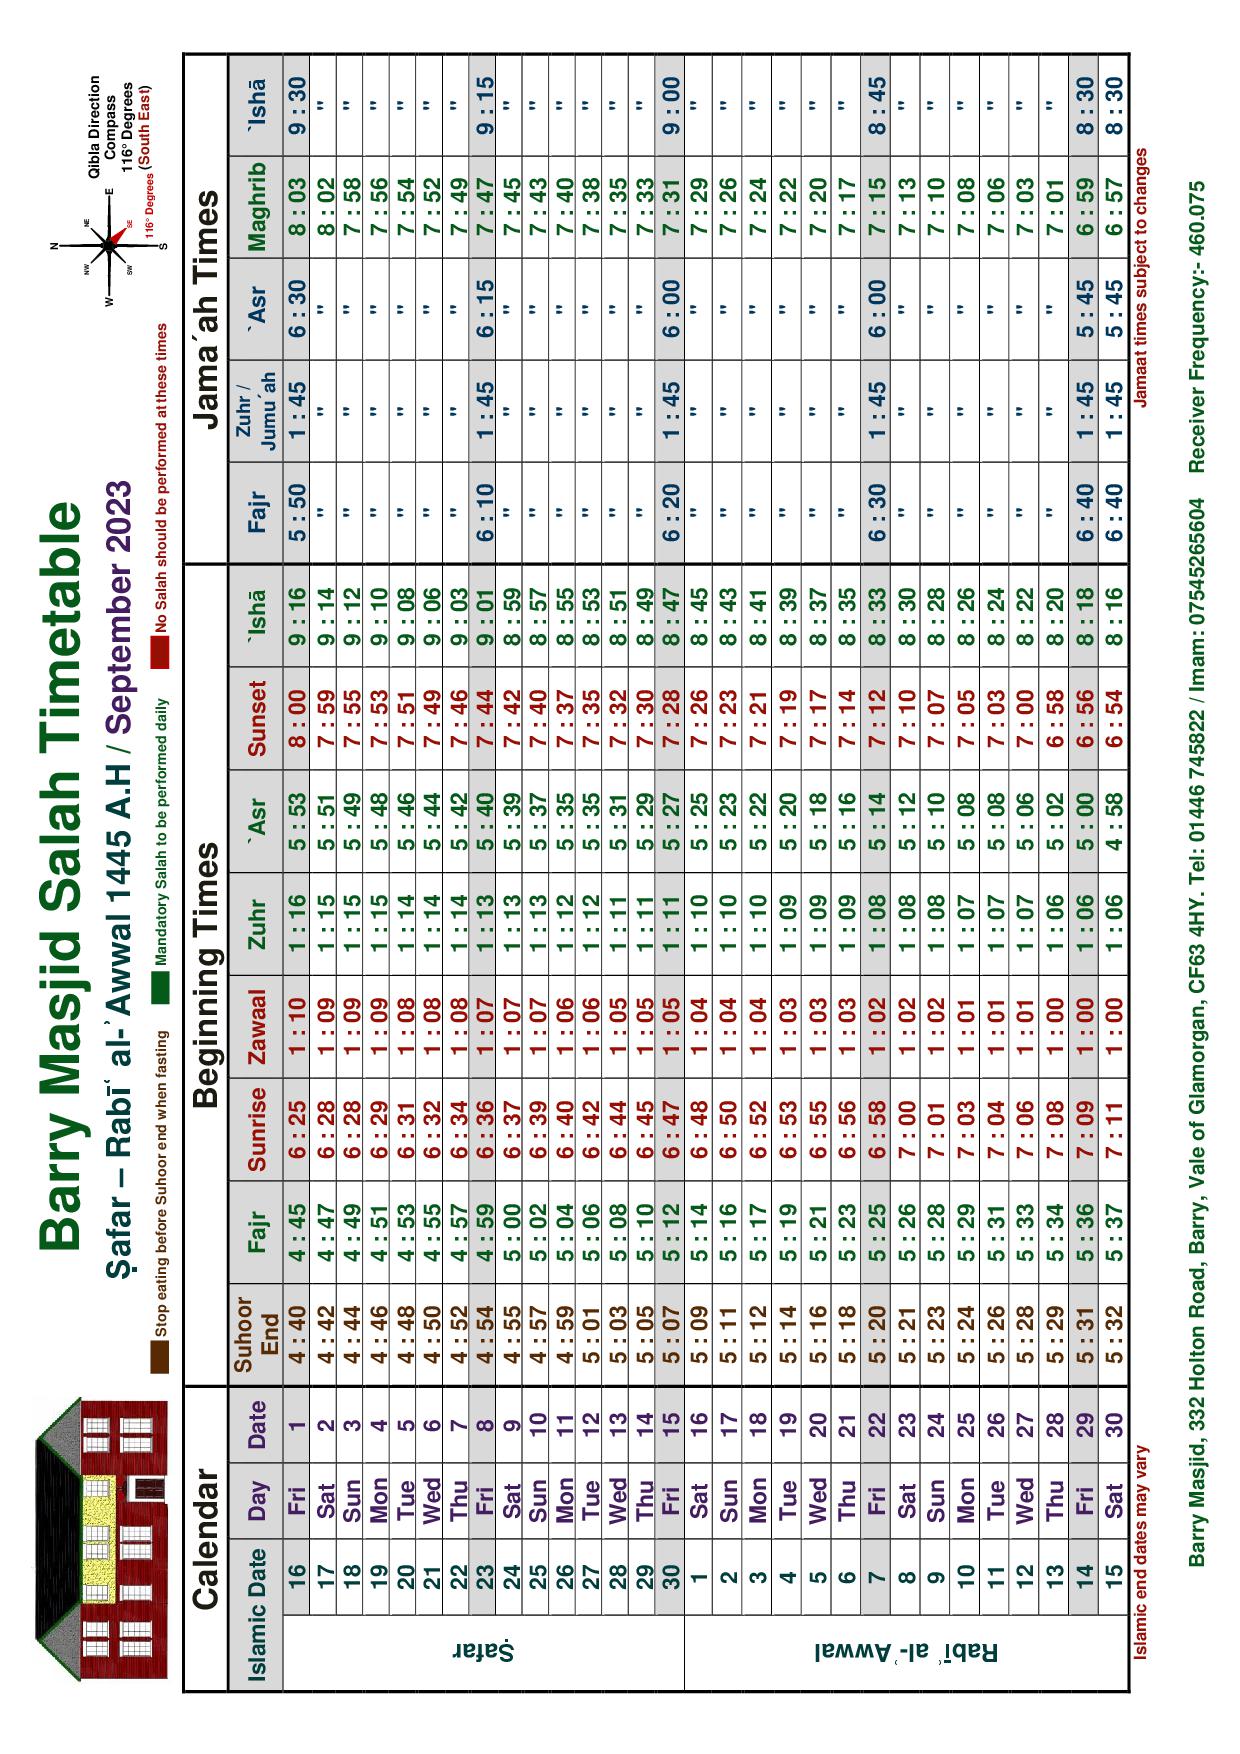 Barry Masjid Salah Timetable
Ṣafar – Rabīʿ al-ʾAwwal 1445 A.H / September 2023
Stop eating before Suhoor end when fasting Mandatory Salah to be performed daily No Salah should be performed at these times
N
NW NE
W E
SW SE
S
116° Degrees
Qibla Direction
Compass
116° Degrees
(South East)
Calendar Beginning Times Jama´ah Times
Islamic Date Day Date Suhoor End Fajr Sunrise Zawaal Zuhr `Asr Sunset `Ishā Fajr Zuhr / Jumu´ah `Asr Maghrib `Ishā
Ṣafar
16 Fri 1 4 : 40 4 : 45 6 : 25 1 : 10 1 : 16 5 : 53 8 : 00 9 : 16 5 : 50 1 : 45 6 : 30 8 : 03 9 : 30
17 Sat 2 4 : 42 4 : 47 6 : 28 1 : 09 1 : 15 5 : 51 7 : 59 9 : 14 " " " 8 : 02 "
18 Sun 3 4 : 44 4 : 49 6 : 28 1 : 09 1 : 15 5 : 49 7 : 55 9 : 12 " " " 7 : 58 "
19 Mon 4 4 : 46 4 : 51 6 : 29 1 : 09 1 : 15 5 : 48 7 : 53 9 : 10 " " " 7 : 56 "
20 Tue 5 4 : 48 4 : 53 6 : 31 1 : 08 1 : 14 5 : 46 7 : 51 9 : 08 " " " 7 : 54 "
21 Wed 6 4 : 50 4 : 55 6 : 32 1 : 08 1 : 14 5 : 44 7 : 49 9 : 06 " " " 7 : 52 "
22 Thu 7 4 : 52 4 : 57 6 : 34 1 : 08 1 : 14 5 : 42 7 : 46 9 : 03 " " " 7 : 49 "
23 Fri 8 4 : 54 4 : 59 6 : 36 1 : 07 1 : 13 5 : 40 7 : 44 9 : 01 6 : 10 1 : 45 6 : 15 7 : 47 9 : 15
24 Sat 9 4 : 55 5 : 00 6 : 37 1 : 07 1 : 13 5 : 39 7 : 42 8 : 59 " " " 7 : 45 "
25 Sun 10 4 : 57 5 : 02 6 : 39 1 : 07 1 : 13 5 : 37 7 : 40 8 : 57 " " " 7 : 43 "
26 Mon 11 4 : 59 5 : 04 6 : 40 1 : 06 1 : 12 5 : 35 7 : 37 8 : 55 " " " 7 : 40 "
27 Tue 12 5 : 01 5 : 06 6 : 42 1 : 06 1 : 12 5 : 35 7 : 35 8 : 53 " " " 7 : 38 "
28 Wed 13 5 : 03 5 : 08 6 : 44 1 : 05 1 : 11 5 : 31 7 : 32 8 : 51 " " " 7 : 35 "
29 Thu 14 5 : 05 5 : 10 6 : 45 1 : 05 1 : 11 5 : 29 7 : 30 8 : 49 " " " 7 : 33 "
30 Fri 15 5 : 07 5 : 12 6 : 47 1 : 05 1 : 11 5 : 27 7 : 28 8 : 47 6 : 20 1 : 45 6 : 00 7 : 31 9 : 00
Rabīʿ al-ʾAwwal
1 Sat 16 5 : 09 5 : 14 6 : 48 1 : 04 1 : 10 5 : 25 7 : 26 8 : 45 " " " 7 : 29 "
2 Sun 17 5 : 11 5 : 16 6 : 50 1 : 04 1 : 10 5 : 23 7 : 23 8 : 43 " " " 7 : 26 "
3 Mon 18 5 : 12 5 : 17 6 : 52 1 : 04 1 : 10 5 : 22 7 : 21 8 : 41 " " " 7 : 24 "
4 Tue 19 5 : 14 5 : 19 6 : 53 1 : 03 1 : 09 5 : 20 7 : 19 8 : 39 " " " 7 : 22 "
5 Wed 20 5 : 16 5 : 21 6 : 55 1 : 03 1 : 09 5 : 18 7 : 17 8 : 37 " " " 7 : 20 "
6 Thu 21 5 : 18 5 : 23 6 : 56 1 : 03 1 : 09 5 : 16 7 : 14 8 : 35 " " " 7 : 17 "
7 Fri 22 5 : 20 5 : 25 6 : 58 1 : 02 1 : 08 5 : 14 7 : 12 8 : 33 6 : 30 1 : 45 6 : 00 7 : 15 8 : 45
8 Sat 23 5 : 21 5 : 26 7 : 00 1 : 02 1 : 08 5 : 12 7 : 10 8 : 30 " " " 7 : 13 "
9 Sun 24 5 : 23 5 : 28 7 : 01 1 : 02 1 : 08 5 : 10 7 : 07 8 : 28 " " " 7 : 10 "
10 Mon 25 5 : 24 5 : 29 7 : 03 1 : 01 1 : 07 5 : 08 7 : 05 8 : 26 " " " 7 : 08 "
11 Tue 26 5 : 26 5 : 31 7 : 04 1 : 01 1 : 07 5 : 08 7 : 03 8 : 24 " " " 7 : 06 "
12 Wed 27 5 : 28 5 : 33 7 : 06 1 : 01 1 : 07 5 : 06 7 : 00 8 : 22 " " " 7 : 03 "
13 Thu 28 5 : 29 5 : 34 7 : 08 1 : 00 1 : 06 5 : 02 6 : 58 8 : 20 " " " 7 : 01 "
14 Fri 29 5 : 31 5 : 36 7 : 09 1 : 00 1 : 06 5 : 00 6 : 56 8 : 18 6 : 40 1 : 45 5 : 45 6 : 59 8 : 30
15 Sat 30 5 : 32 5 : 37 7 : 11 1 : 00 1 : 06 4 : 58 6 : 54 8 : 16 6 : 40 1 : 45 5 : 45 6 : 57 8 : 30
Islamic end dates may vary Jamaat times subject to changes
Barry Masjid, 332 Holton Road, Barry, Vale of Glamorgan, CF63 4HY. Tel: 01446 745822 / Imam: 07545265604 Receiver Frequency:- 460.075